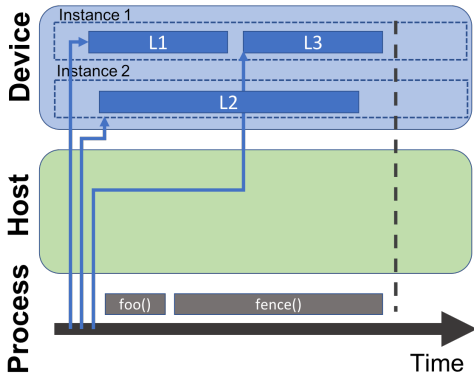 Device
Instance 1
L1
L3
Instance 2
L2
Host
Process
foo()
fence()
Time